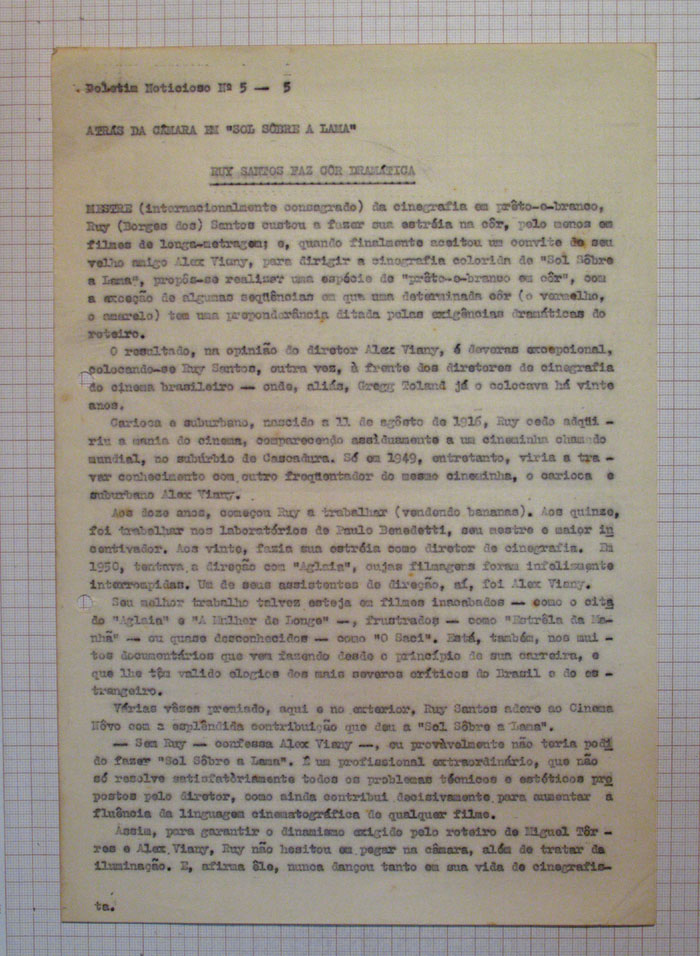 Boletim Noticioso Nº 5 — 5
ATRÁS DA CÂMARA EM "SOL SÔBRE A LAMA"
RUY SANTOS FAZ CÔR DRAMÁTICA
MESTRE (internacionalmente consagrado) da cinegrafia em prêto-e-branco,
Ruy (Borges dos) Santos custou a fazer sua estréia na côr, pelo menos em
filmes de longa-metragem; e, quando finalmente aceitou um convite do seu
velho amigo Alex Viany, para dirigir a cinegrafia colorida de "Sol Sôbre
a Lama", propôs-se realizar uma espécie de "prêto-e-branco em côr", com
a exceção de algumas seqüências em que uma determinada côr (o vermelho,
o amarelo) tem uma preponderância ditada pelas exigências dramáticas do
roteiro.
O resultado, na opinião do diretor Alex Viany, é deveras excepcional,
colocando-se Ruy Santos, outra vez, à frente dos diretores de cinegrafia
do cinema brasileiro — onde, aliás, Gregg Toland já o colocava há vinte
anos.
Carioca e suburbano, nascido a 11 de agôsto de 1916, Ruy cedo adqüi -
riu a mania do cinema, comparecendo assiduamente a um cineminha chamado
mundial, no subúrbio de Cascadura. Só em 1949, entretanto, viria a tra -
var conhecimento com outro freqüentador do mesmo cineminha, o carioca e
suburbano Alex Viany.
Aos doze anos, começou Ruy a trabalhar (vendendo bananas). Aos quinze,
foi trabalhar nos laboratórios de Paulo Benedetti, seu mestre e maior in
centivador. Aos vinte, fazia sua estréia como diretor de cinegrafia. Em
1950, tentava a direção com "Aglaia", cujas filmagens foram infelizmente
interrompidas. Um de seus assistentes de direção, aí, foi Alex Viany.
Seu melhor trabalho talvez esteja em filmes inacabados — como o cita
do "Aglaia" e "A Mulher de Longe" —, frustrados — como "Estrêla da Ma-
nhã" — ou quase desconhecidos — como "O Saci". Está, também, nos mui -
tos documentários que vem fazendo desde o princípio de sua carreira, e
que lhe têm valido elogios dos mais severos críticos do Brasil e do es -
trangeiro.
Várias vêzes premiado, aqui e no exterior, Ruy Santos adere ao Cinema
Nôvo com a esplêndida contribuição que deu a "Sol Sôbre a Lama".
— Sem Ruy — confessa Alex Viany —, eu provàvelmente não teria podi
do fazer "Sol Sôbre a Lama". É um profissional extraordinário, que não
só resolve satisfatòriamente todos os problemas técnicos e estéticos pro
postos pelo diretor, como ainda contribui decisivamente para aumentar a
fluência da linguagem cinematográfica de qualquer filme.
Assim, para garantir o dinamismo exigido pelo roteiro de Miguel Tôr -
res e Alex Viany, Ruy não hesitou em pegar na câmara, além de tratar da
iluminação. E, afirma êle, nunca dançou tanto em sua vida de cinegrafis-
ta.